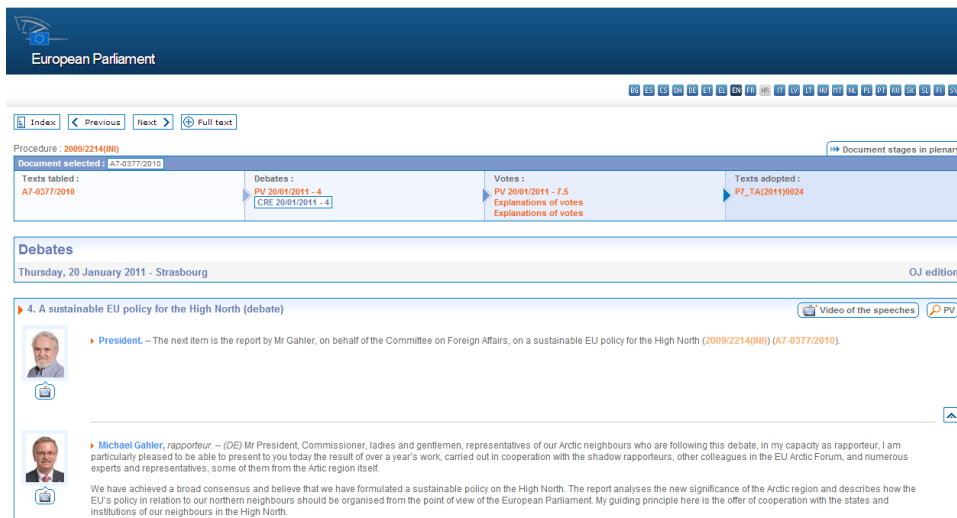 European Parliament
BG ES CS DA DE ET EL EN FR HR IT LV LT HU MT NL PL PT RO SK SL FI SV
Index Previous Next Full text
Procedure : 2009/2214(INI)
Document stages in plenary
Document selected : A7-0377/2010
Texts tabled :
A7-0377/2010
Debates :
PV 20/01/2011 - 4
CRE 20/01/2011 - 4
Votes :
PV 20/01/2011 - 7.5
Explanations of votes
Explanations of votes
Texts adopted :
P7_TA(2011)0024
Debates
Thursday, 20 January 2011 - Strasbourg
OJ edition
4. A sustainable EU policy for the High North (debate)
Video of the speeches
PV
President. – The next item is the report by Mr Gahler, on behalf of the Committee on Foreign Affairs, on a sustainable EU policy for the High North (2009/2214(INI)) (A7-0377/2010).
Michael Gahler, rapporteur. – (DE) Mr President, Commissioner, ladies and gentlemen, representatives of our Arctic neighbours who are following this debate, in my capacity as rapporteur, I am
particularly pleased to be able to present to you today the result of over a year's work, carried out in cooperation with the shadow rapporteurs, other colleagues in the EU Arctic Forum, and numerous
experts and representatives, some of them from the Artic region itself.
We have achieved a broad consensus and believe that we have formulated a sustainable policy on the High North. The report analyses the new significance of the Arctic region and describes how the
EU's policy in relation to our northern neighbours should be organised from the point of view of the European Parliament. My guiding principle here is the offer of cooperation with the states and
institutions of our neighbours in the High North.